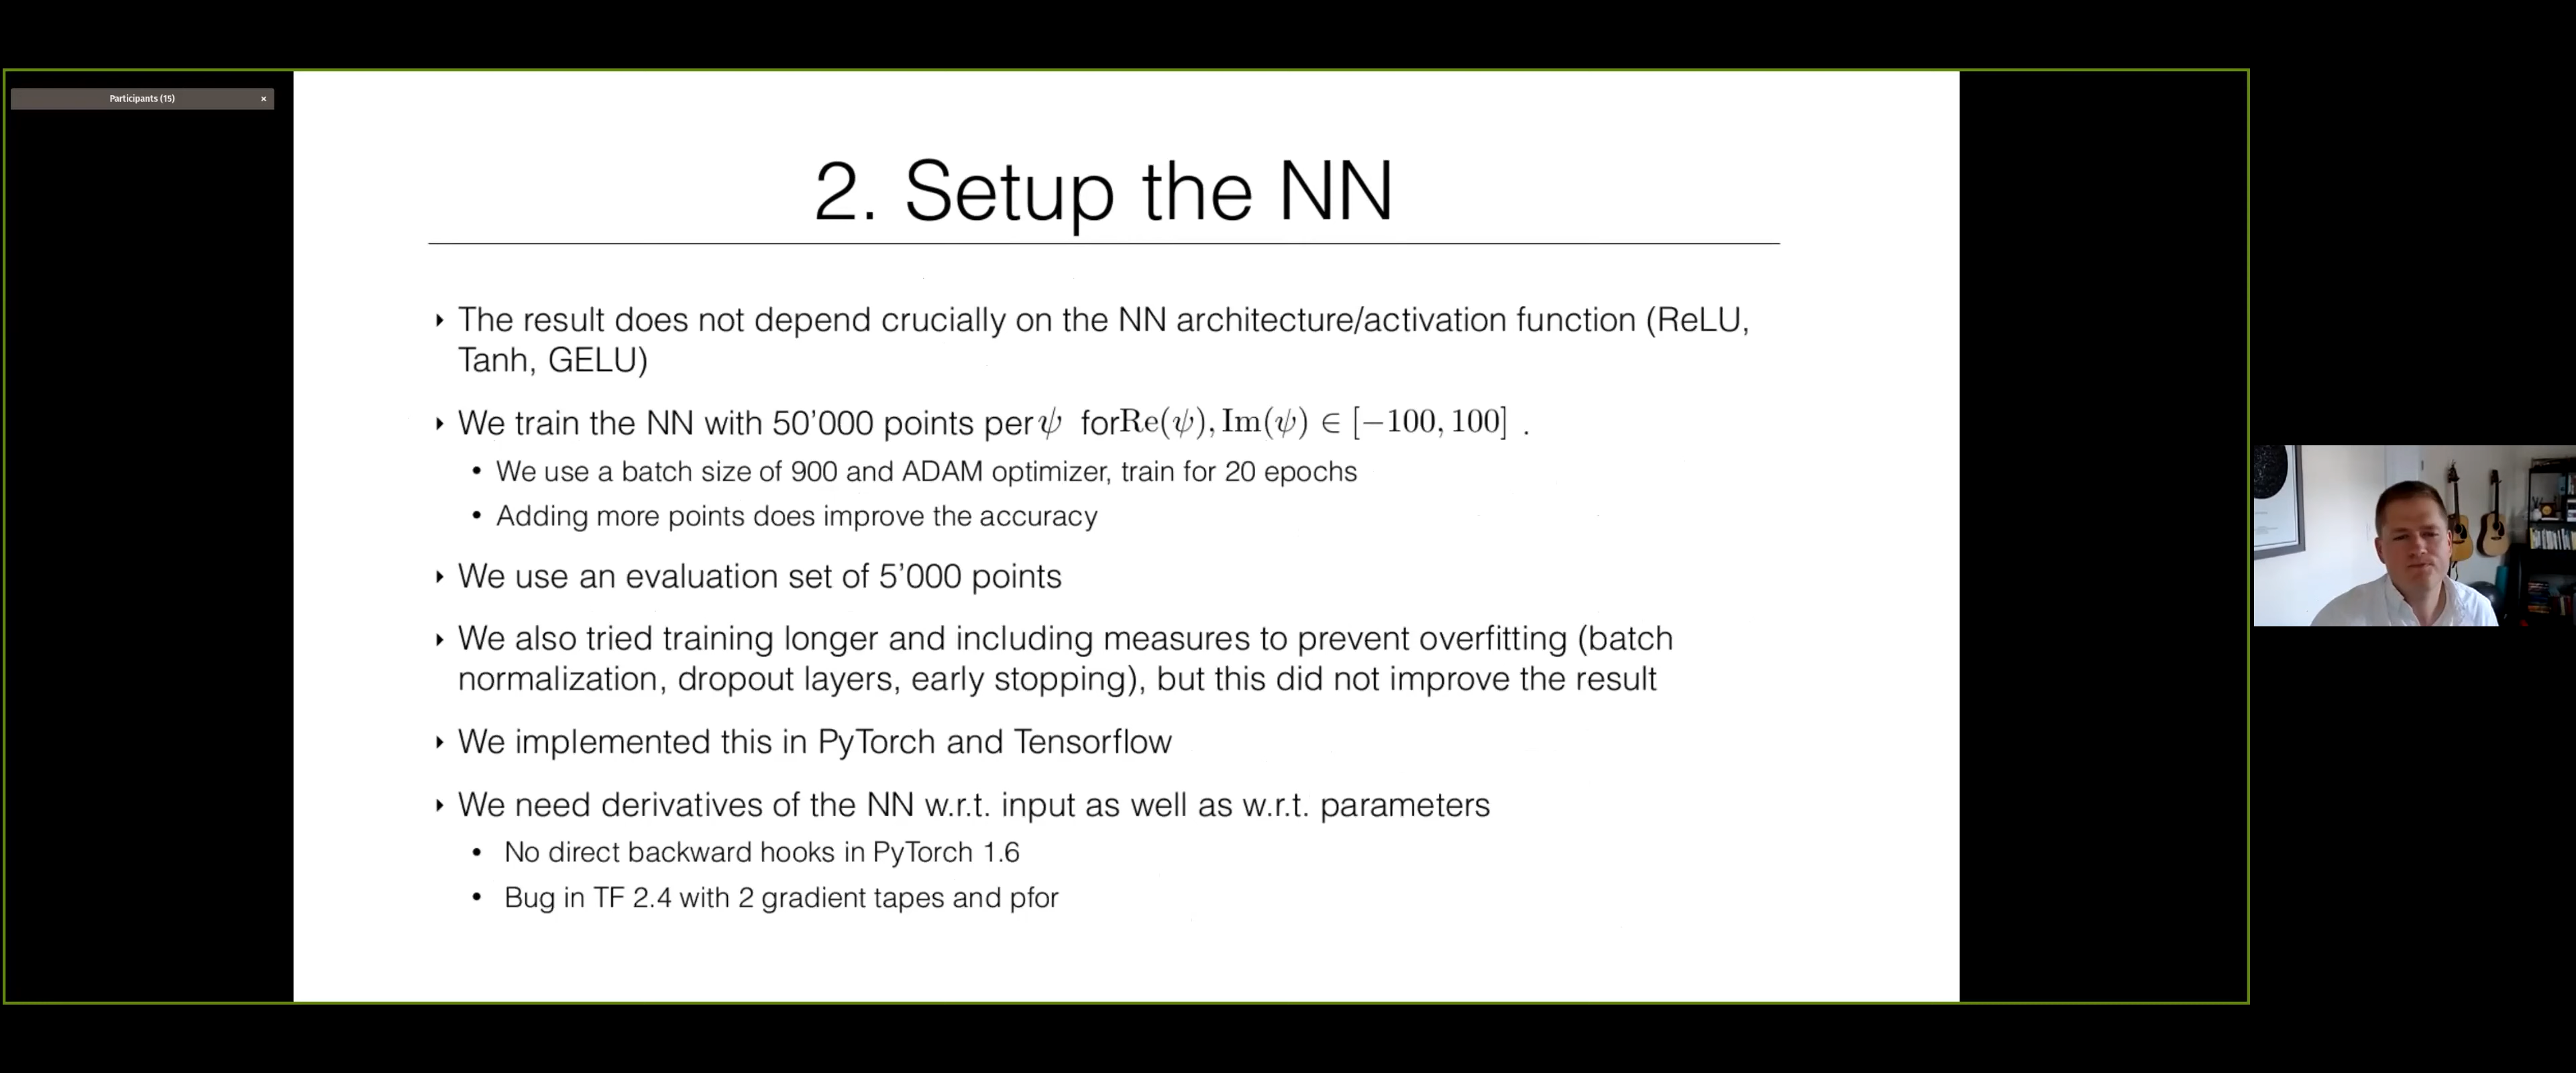 Participants (15)
×
2. Setup the NN
‣ The result does not depend crucially on the NN architecture/activation function (ReLU,
Tanh, GELU)
‣ We train the NN with 50’000 points per ψ for Re(ψ), Im(ψ) ∈ [−100, 100] .
• We use a batch size of 900 and ADAM optimizer, train for 20 epochs
• Adding more points does improve the accuracy
‣ We use an evaluation set of 5’000 points
‣ We also tried training longer and including measures to prevent overfitting (batch
normalization, dropout layers, early stopping), but this did not improve the result
‣ We implemented this in PyTorch and Tensorflow
‣ We need derivatives of the NN w.r.t. input as well as w.r.t. parameters
• No direct backward hooks in PyTorch 1.6
• Bug in TF 2.4 with 2 gradient tapes and pfor